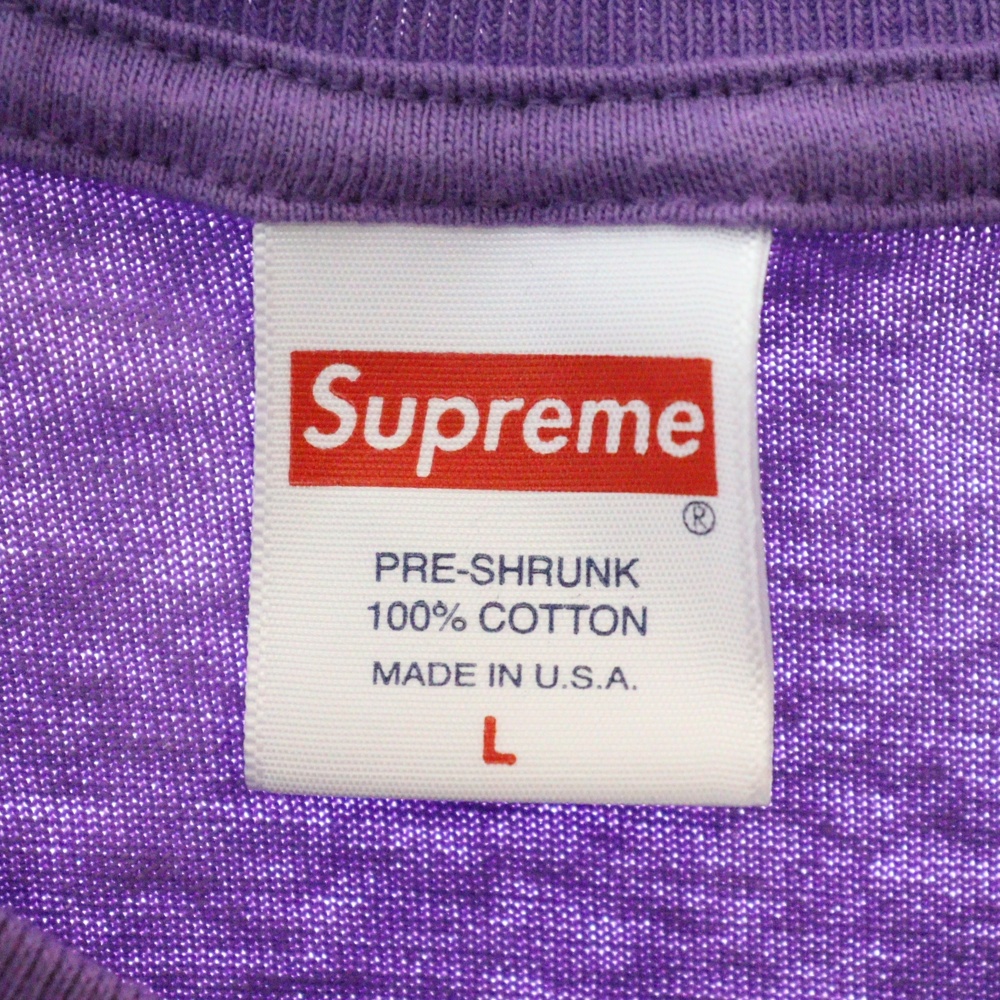 Supreme
®
PRE-SHRUNK
100% COTTON
MADE IN U.S.A.
L